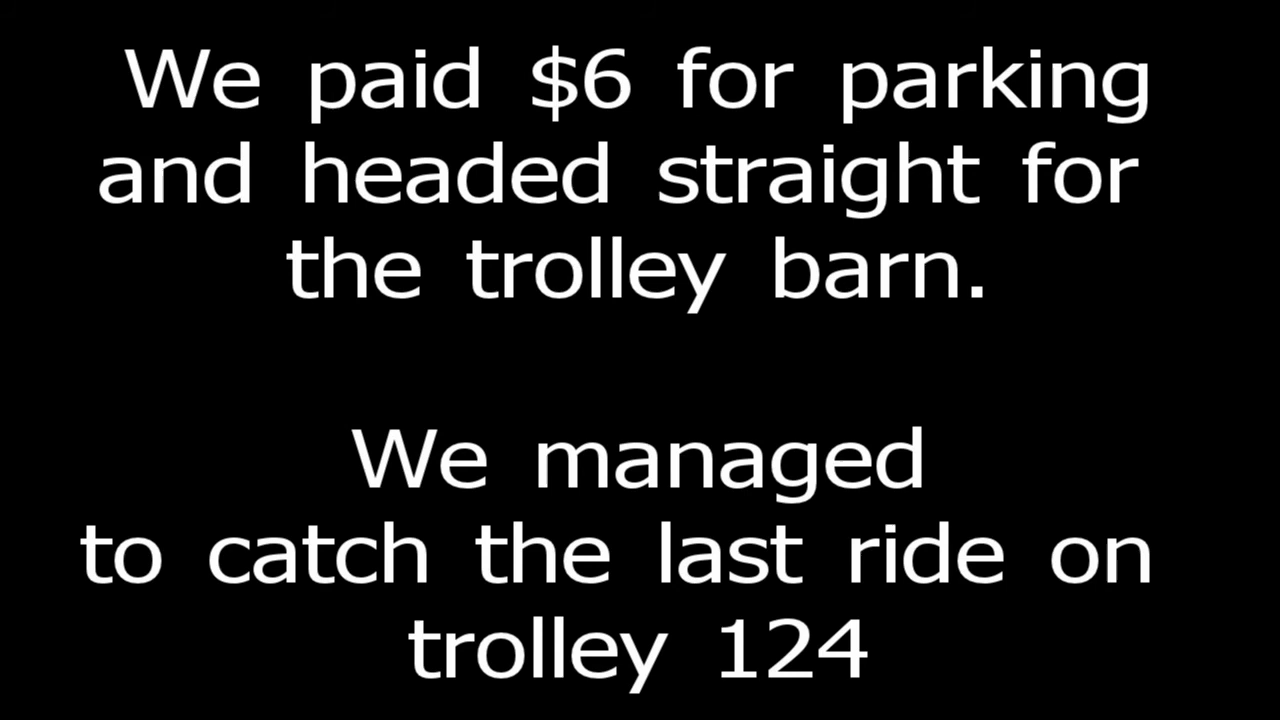 We paid $6 for parking
and headed straight for
the trolley barn.
We managed
to catch the last ride on
trolley 124